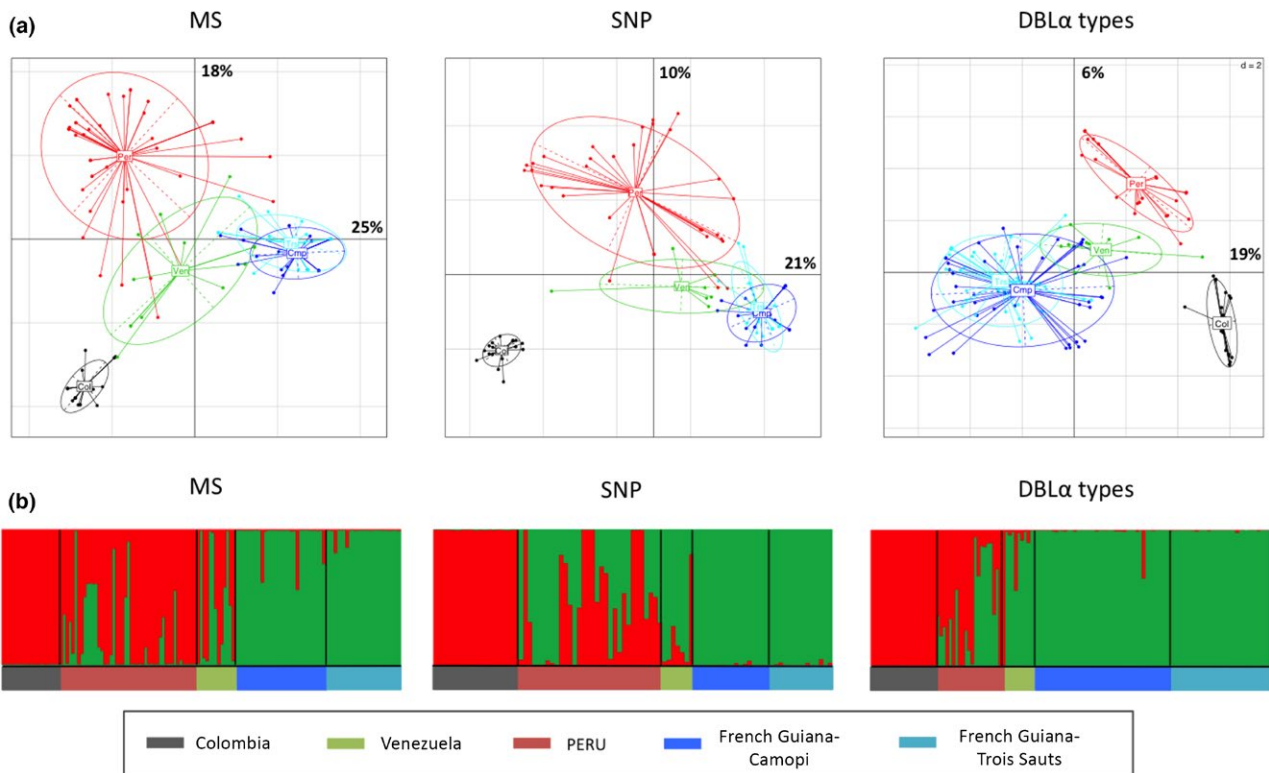 (a)
MS
SNP
DBLα types
18%
25%
Per
Ven
Cmp
Col
10%
21%
Ven
Cmp
Col
6%
d = 2
19%
Per
Ven
Cmp
Col
(b)
MS
SNP
DBLα types
Colombia
Venezuela
PERU
French Guiana-
Camopi
French Guiana-
Trois Sauts